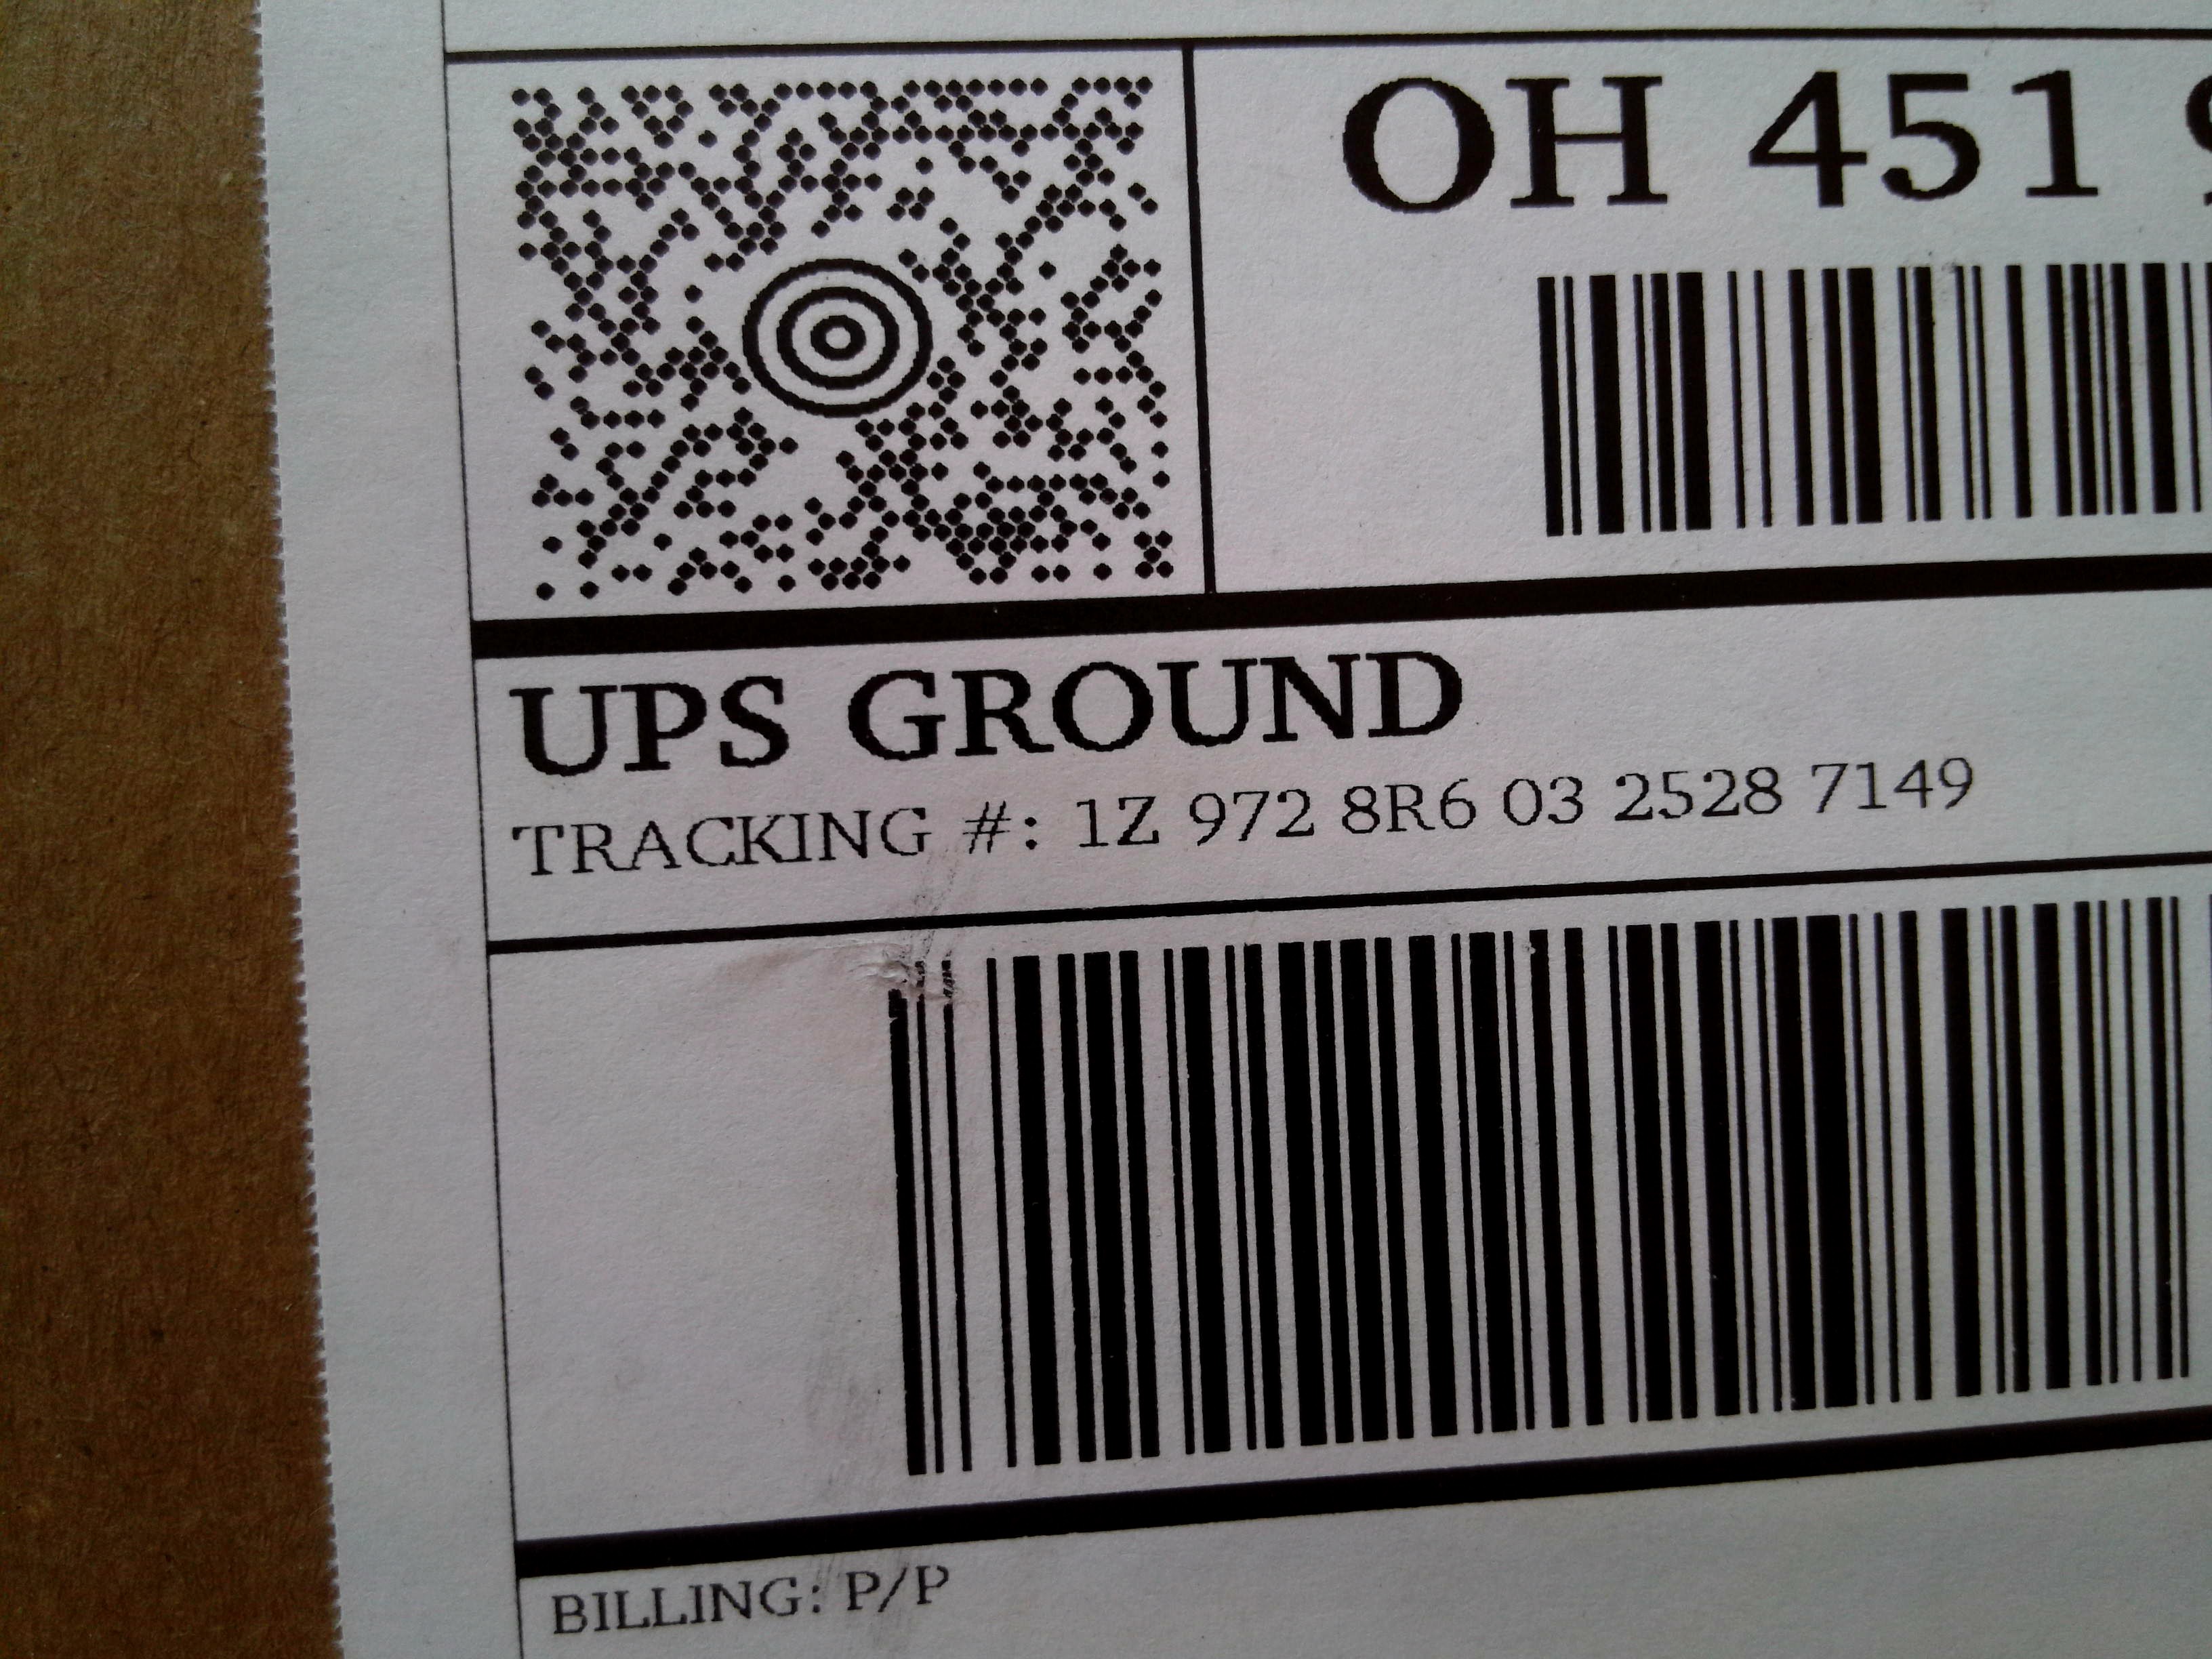 OH 451
UPS GROUND
TRACKING #: 1Z 972 8R6 03 2528 7149
BILLING: P/P